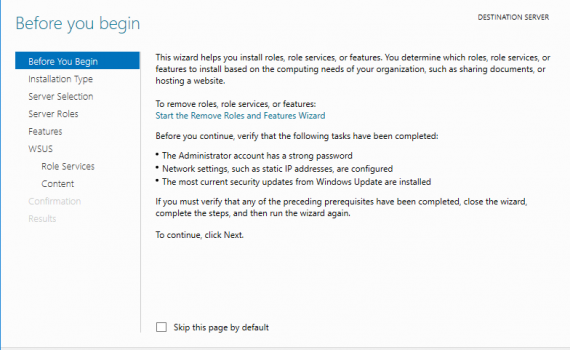 Before you begin
DESTINATION SERVER
Before You Begin
Installation Type
Server Selection
Server Roles
Features
WSUS
Role Services
Content
Confirmation
Results
This wizard helps you install roles, role services, or features. You determine which roles, role services, or
features to install based on the computing needs of your organization, such as sharing documents, or
hosting a website.
To remove roles, role services, or features:
Start the Remove Roles and Features Wizard
Before you continue, verify that the following tasks have been completed:
• The Administrator account has a strong password
• Network settings, such as static IP addresses, are configured
• The most current security updates from Windows Update are installed
If you must verify that any of the preceding prerequisites have been completed, close the wizard,
complete the steps, and then run the wizard again.
To continue, click Next.
Skip this page by default